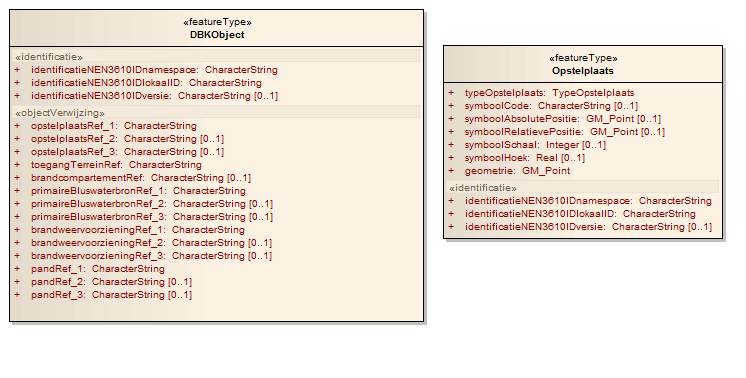 «featureType»
DBKObject
«identificatie»
+ identificatieNEN3610IDnamespace: CharacterString
+ identificatieNEN3610IDlokaalID: CharacterString
+ identificatieNEN3610IDversie: CharacterString [0..1]
«objectVerwijzing»
+ opstelplaatsRef_1: CharacterString
+ opstelplaatsRef_2: CharacterString [0..1]
+ opstelplaatsRef_3: CharacterString [0..1]
+ toegangTerreinRef: CharacterString
+ brandcompartementRef: CharacterString [0..1]
+ primaireBluswaterbronRef_1: CharacterString
+ primaireBluswaterbronRef_2: CharacterString [0..1]
+ primaireBluswaterbronRef_3: CharacterString [0..1]
+ brandweervoorzieningRef_1: CharacterString
+ brandweervoorzieningRef_2: CharacterString [0..1]
+ brandweervoorzieningRef_3: CharacterString [0..1]
+ pandRef_1: CharacterString
+ pandRef_2: CharacterString [0..1]
+ pandRef_3: CharacterString [0..1]
«featureType»
Opstelplaats
+ typeOpstelplaats: TypeOpstelplaats
+ symboolCode: CharacterString [0..1]
+ symboolAbsolutePositie: GM_Point [0..1]
+ symboolRelatievePositie: GM_Point [0..1]
+ symboolSchaal: Integer [0..1]
+ symboolHoek: Real [0..1]
+ geometrie: GM_Point
«identificatie»
+ identificatieNEN3610IDnamespace: CharacterString
+ identificatieNEN3610IDlokaalID: CharacterString
+ identificatieNEN3610IDversie: CharacterString [0..1]